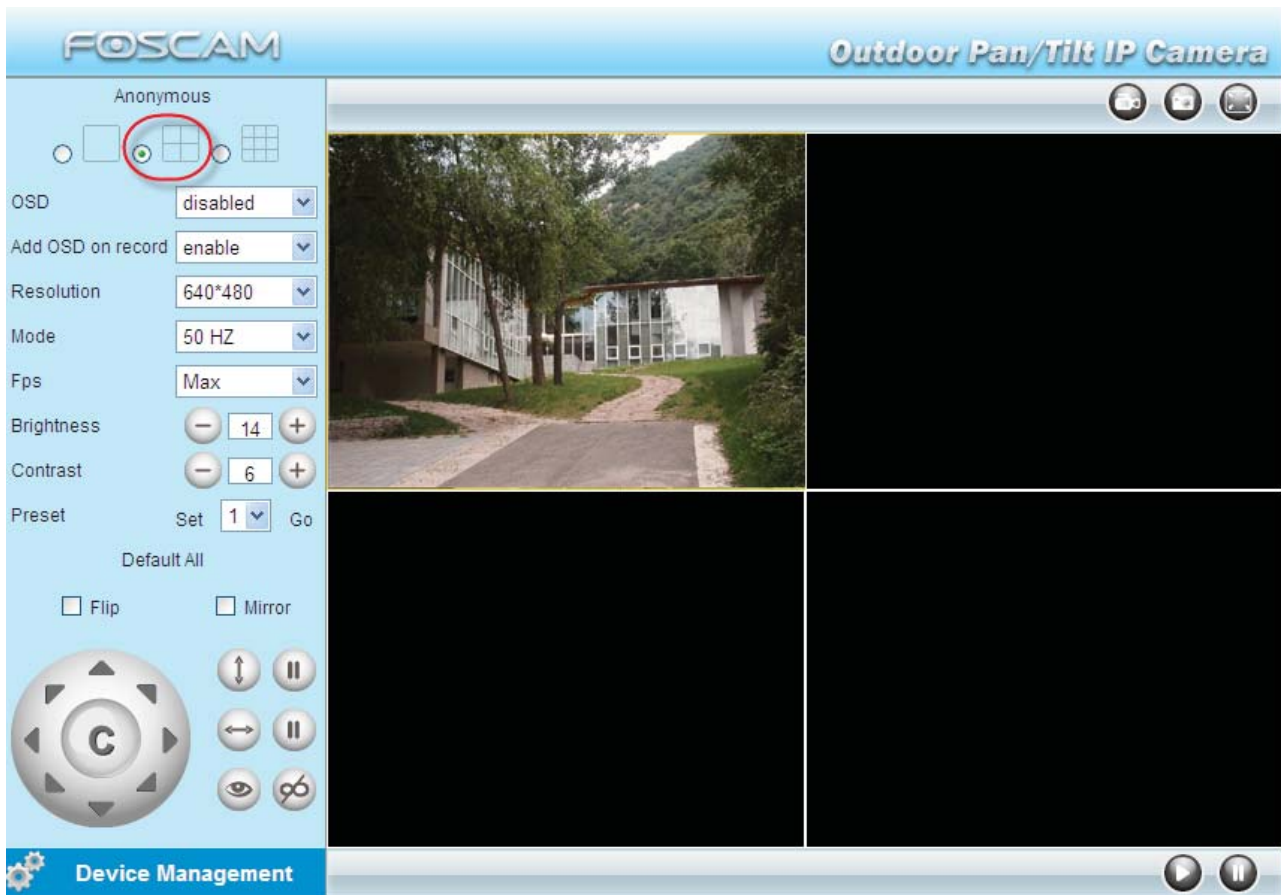 FOSCAM
Outdoor Pan/Tilt IP Camera
Anonymous
OSD disabled
Add OSD on record enable
Resolution 640*480
Mode 50 HZ
Fps Max
Brightness 14
Contrast 6
Preset Set 1 Go
Default All
Flip Mirror
C
Device Management